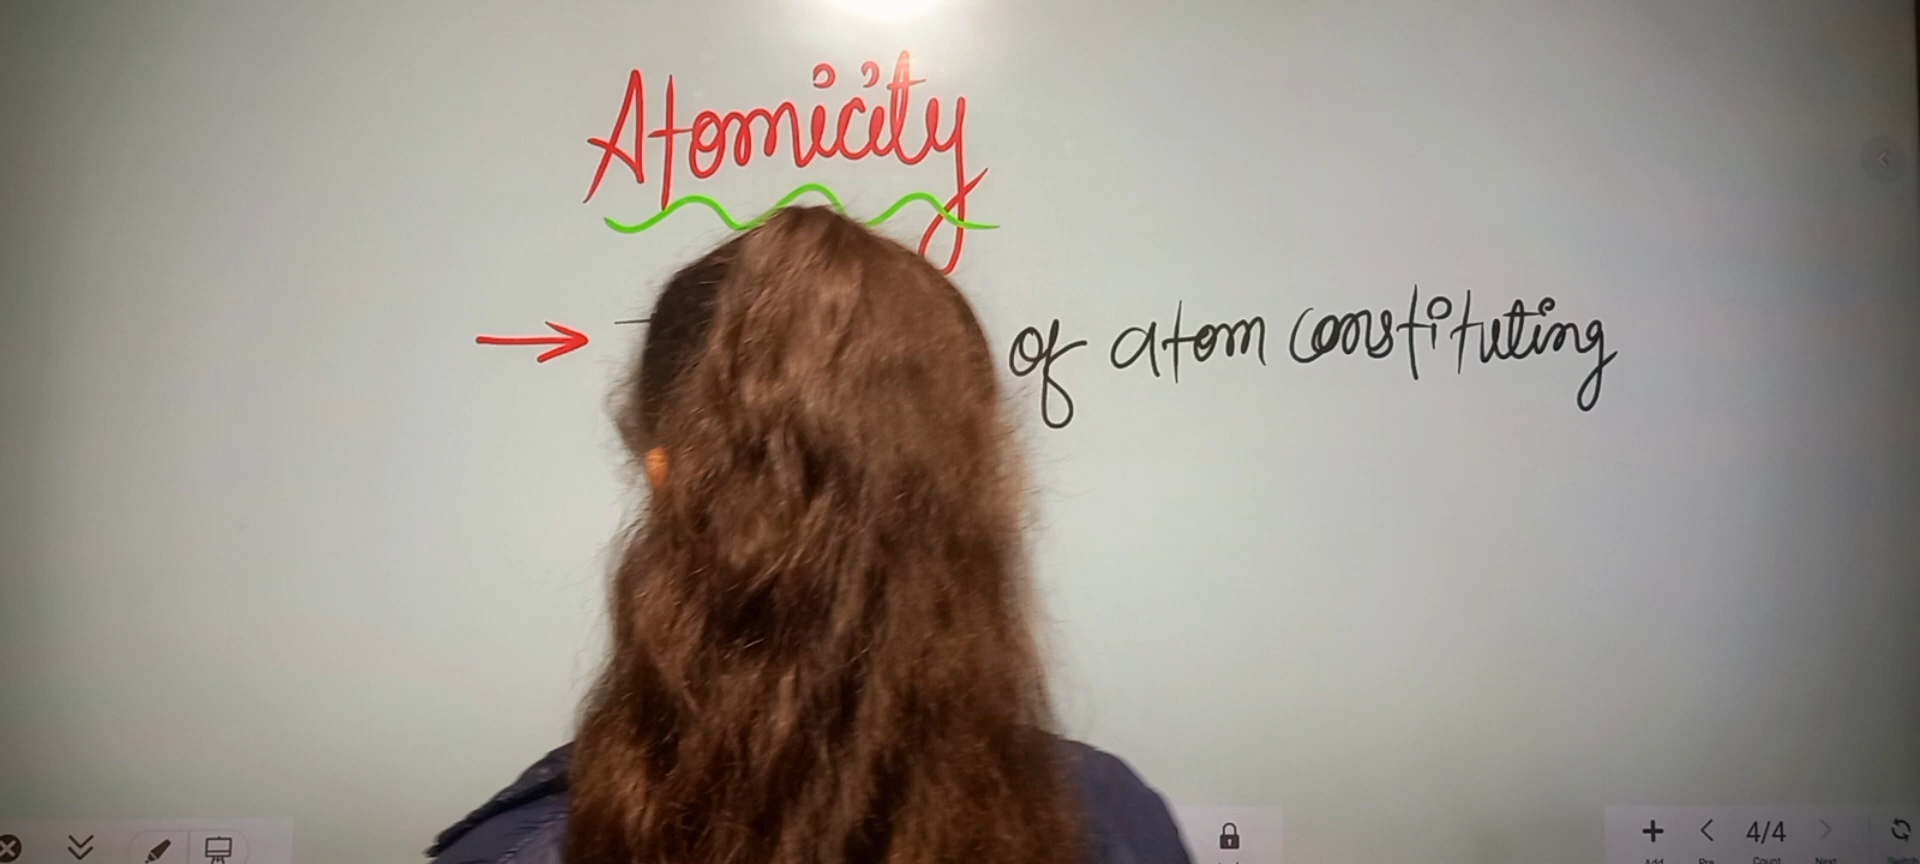 Atomicity
→ of atom constituting
4/4